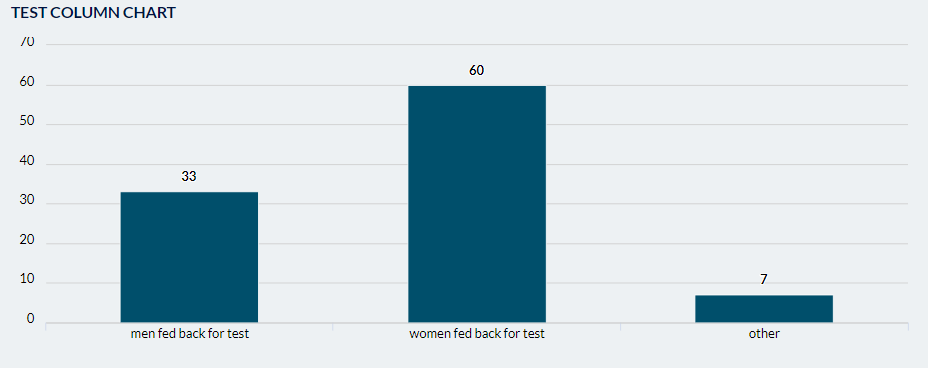 TEST COLUMN CHART
70
60
60
50
40
33
30
20
10
7
0
men fed back for test
women fed back for test
other